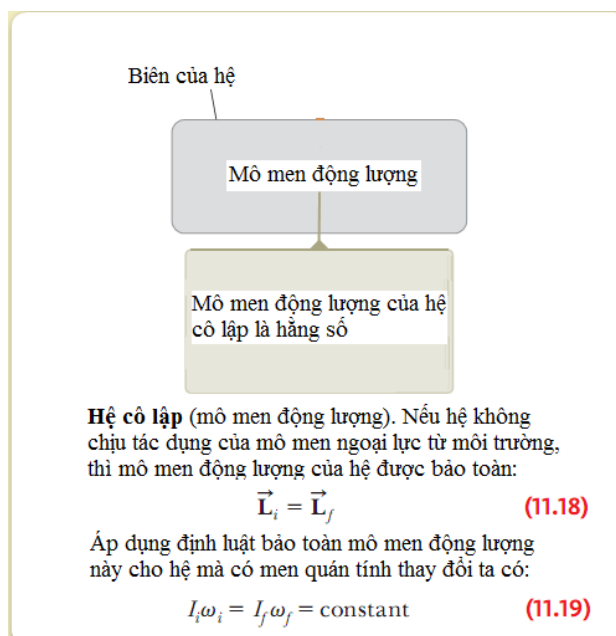 Biên của hệ
Mô men động lượng
Mô men động lượng của hệ
cô lập là hằng số
Hệ cô lập (mô men động lượng). Nếu hệ không
chịu tác dụng của mô men ngoại lực từ môi trường,
thì mô men động lượng của hệ được bảo toàn:
L⃗ᵢ = L⃗_f (11.18)
Áp dụng định luật bảo toàn mô men động lượng
này cho hệ mà có men quán tính thay đổi ta có:
Iᵢωᵢ = I_fω_f = constant (11.19)